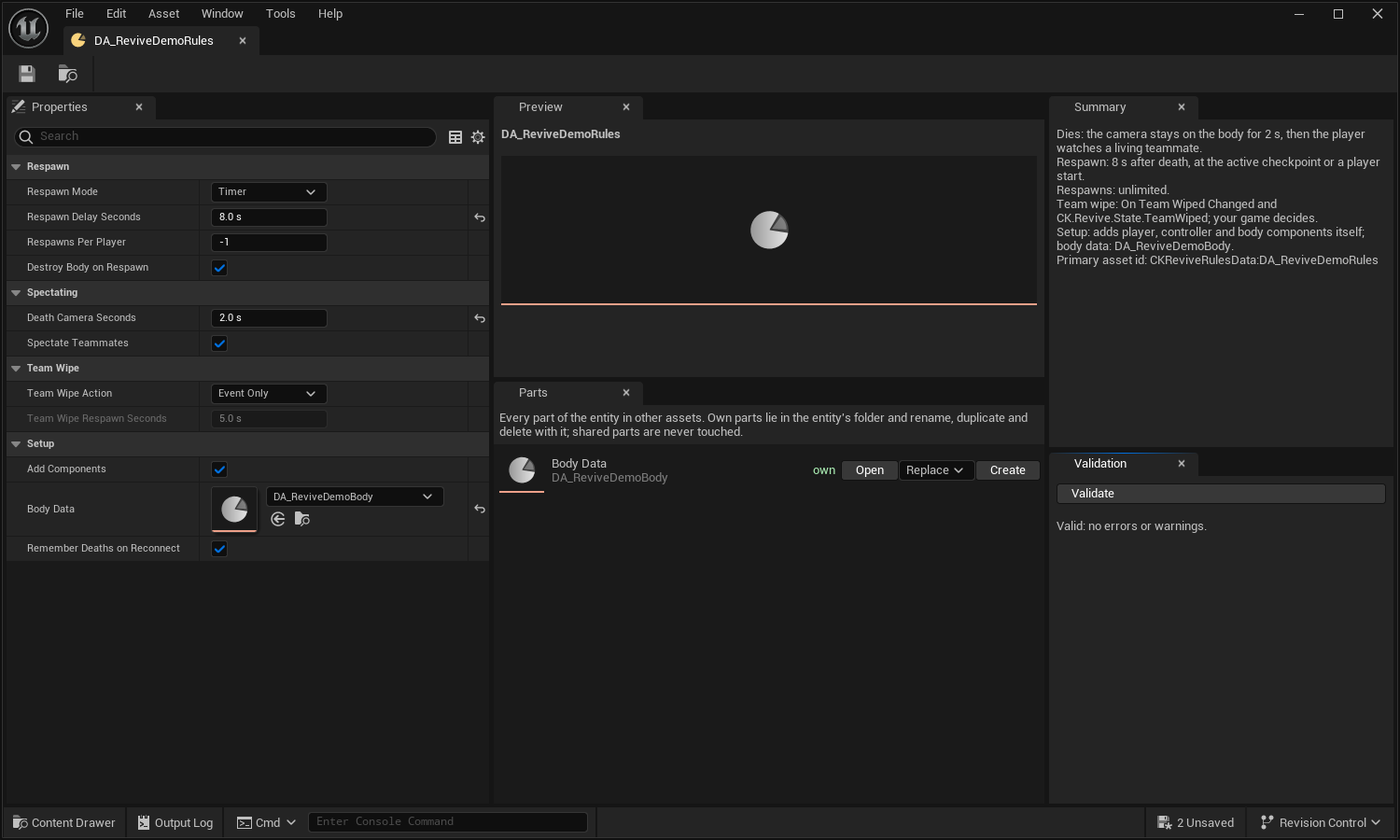 File Edit Asset Window Tools Help
DA_ReviveDemoRules
Properties
Search
Respawn
Respawn Mode Timer
Respawn Delay Seconds 8.0 s
Respawns Per Player -1
Destroy Body on Respawn
Spectating
Death Camera Seconds 2.0 s
Spectate Teammates
Team Wipe
Team Wipe Action Event Only
Team Wipe Respawn Seconds 5.0 s
Setup
Add Components
Body Data DA_ReviveDemoBody
Remember Deaths on Reconnect
Preview
DA_ReviveDemoRules
Parts
Every part of the entity in other assets. Own parts lie in the entity's folder and rename, duplicate and
delete with it; shared parts are never touched.
Body Data
DA_ReviveDemoBody
own Open Replace Create
Summary
Dies: the camera stays on the body for 2 s, then the player
watches a living teammate.
Respawn: 8 s after death, at the active checkpoint or a player
start.
Respawns: unlimited.
Team wipe: On Team Wiped Changed and
CK.Revive.State.TeamWiped; your game decides.
Setup: adds player, controller and body components itself;
body data: DA_ReviveDemoBody.
Primary asset id: CKReviveRulesData:DA_ReviveDemoRules
Validation
Validate
Valid: no errors or warnings.
Content Drawer Output Log Cmd Enter Console Command 2 Unsaved Revision Control